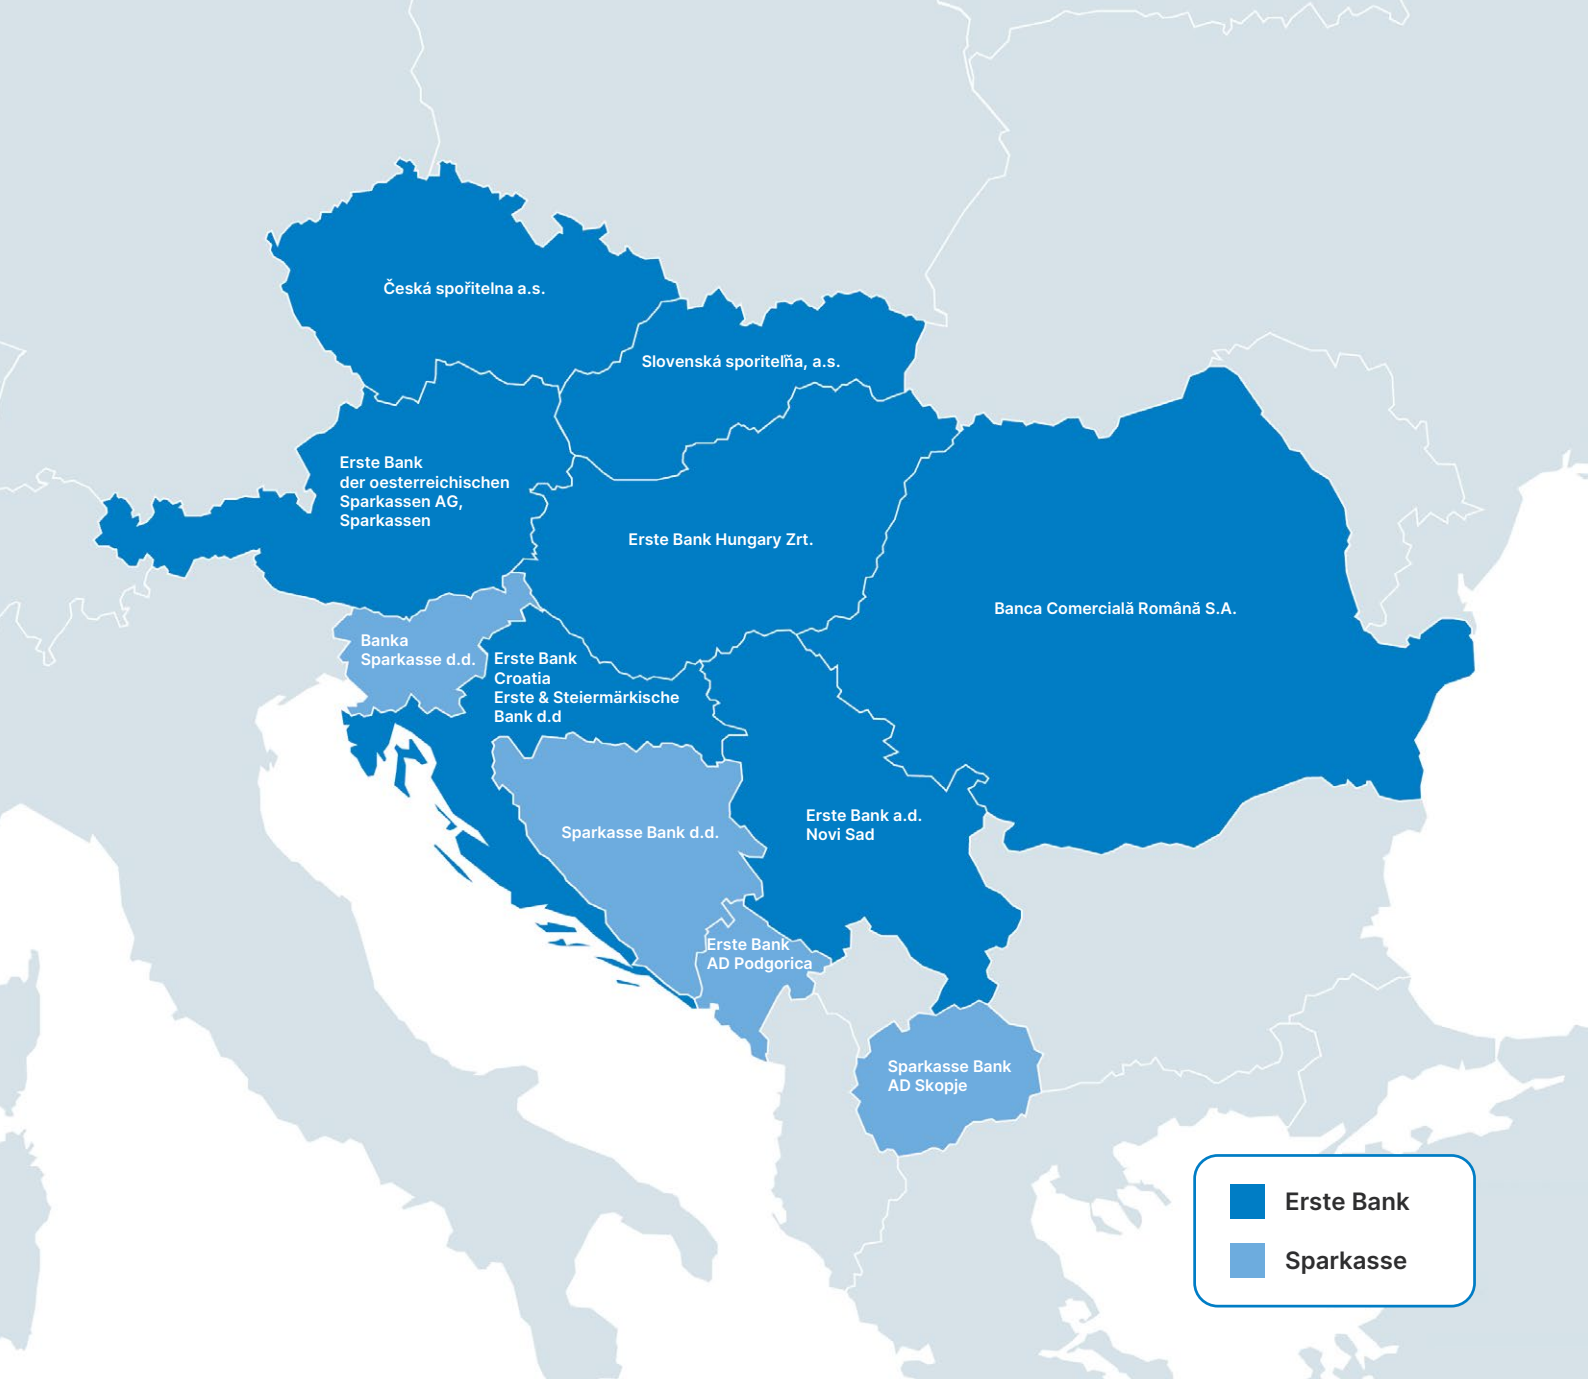 Česká spořitelna a.s.
Slovenská sporiteľňa, a.s.
Erste Bank
der oesterreichischen
Sparkassen AG,
Sparkassen
Erste Bank Hungary Zrt.
Banca Comercială Română S.A.
Banka
Sparkasse d.d.
Erste Bank
Croatia
Erste & Steiermärkische
Bank d.d
Erste Bank a.d.
Novi Sad
Sparkasse Bank d.d.
Erste Bank
AD Podgorica
Sparkasse Bank
AD Skopje
Erste Bank
Sparkasse